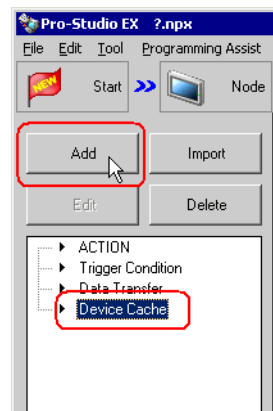 Pro-Studio EX ?.npx
File Edit Tool Programming Assist
NEW Start Node
Add Import
Edit Delete
ACTION
Trigger Condition
Data Transfer
Device Cache